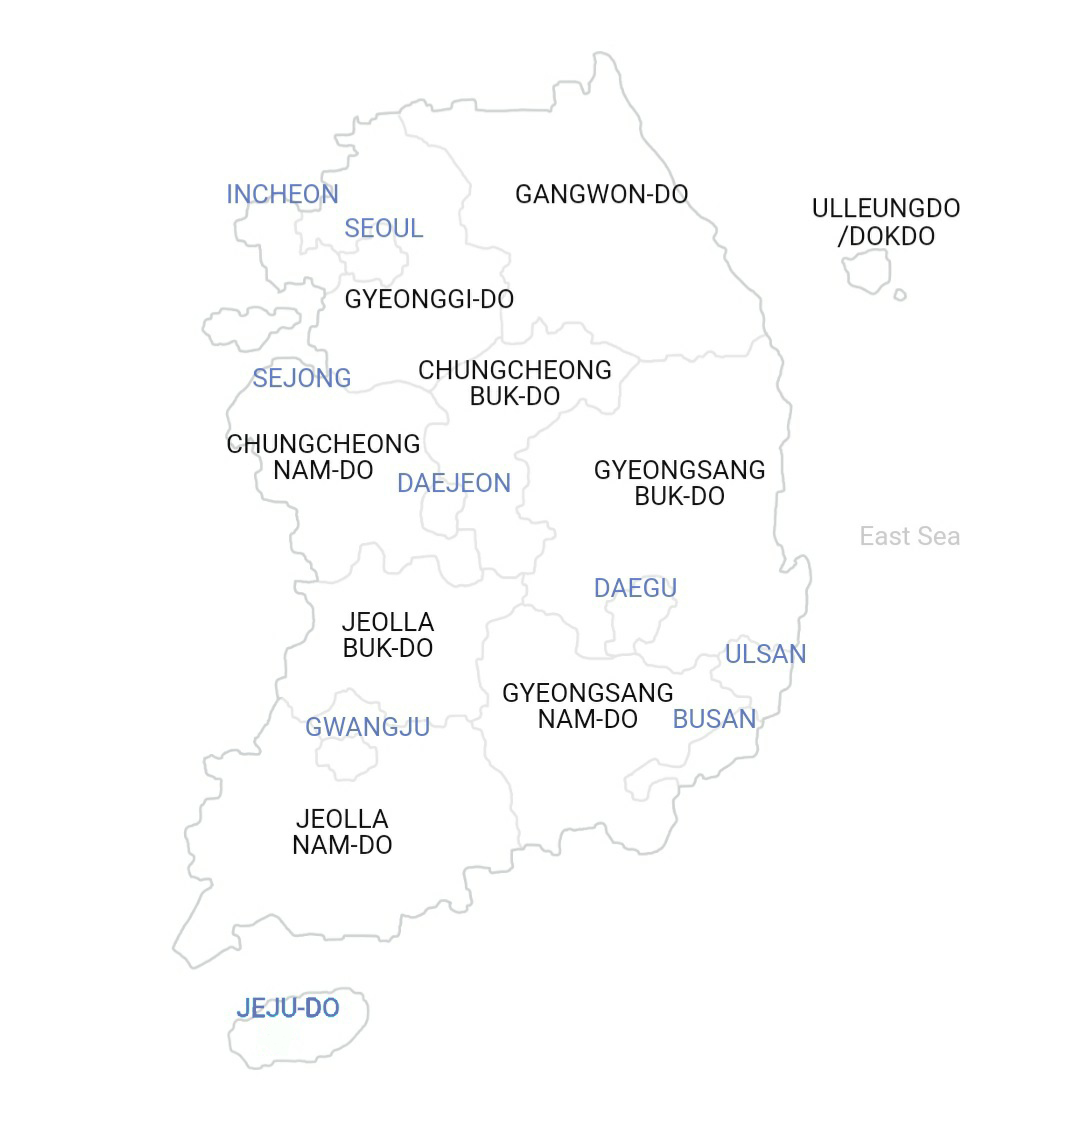 INCHEON
GANGWON-DO
ULLEUNGDO
/DOKDO
SEOUL
GYEONGGI-DO
SEJONG
CHUNGCHEONG
BUK-DO
CHUNGCHEONG
NAM-DO
DAEJEON
GYEONGSANG
BUK-DO
East Sea
DAEGU
JEOLLA
BUK-DO
ULSAN
GYEONGSANG
NAM-DO
BUSAN
GWANGJU
JEOLLA
NAM-DO
JEJU-DO